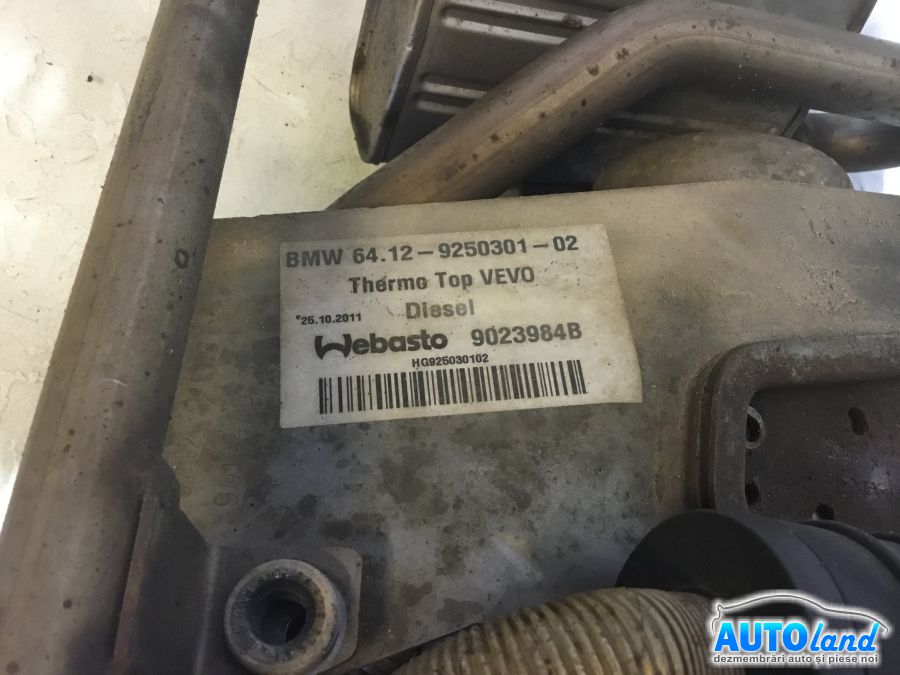 BMW 64.12-9250301-02
Thermo Top VEVO
Diesel
*25.10.2011
Webasto 9023984B
HG925030102
AUTOland
dezmembrări auto și piese noi